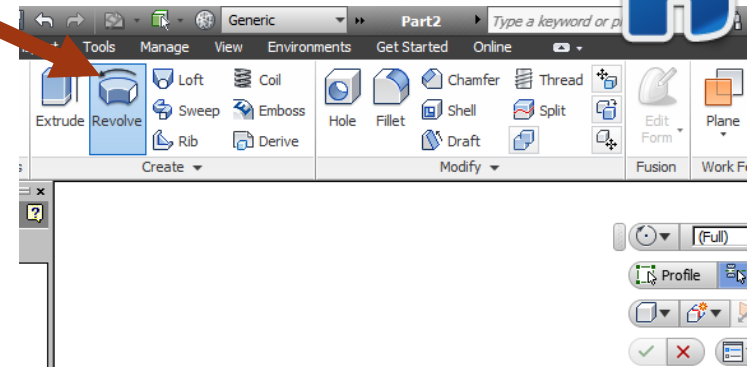 Generic Part2 Type a keyword or
Tools Manage View Environments Get Started Online
Extrude Revolve Loft Coil Hole Fillet Chamfer Thread Edit Form Plane
Sweep Emboss Shell Split
Rib Derive Draft
Create Modify Fusion Work
(Full)
Profile